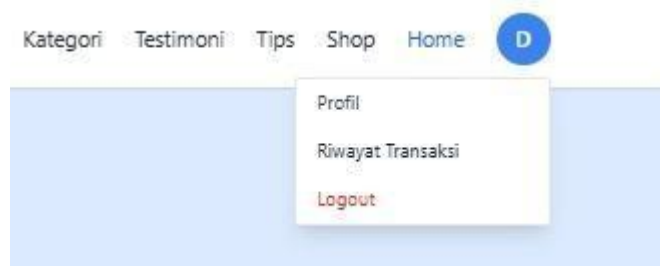 Kategori Testimoni Tips Shop Home D
Profil
Riwayat Transaksi
Logout